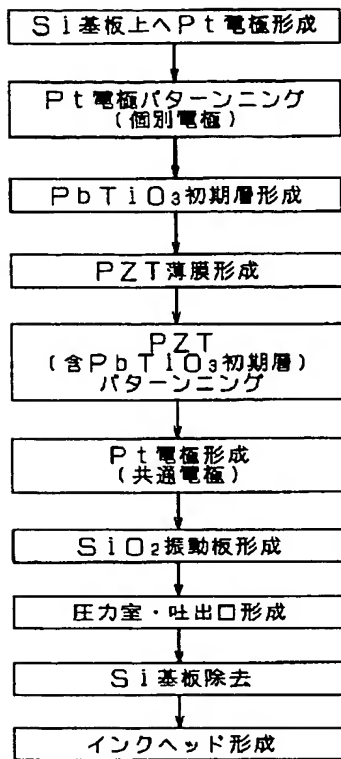 Si基板上へPt電極形成
Pt電極パターンニング
(個別電極)
PbTiO₃初期層形成
PZT薄膜形成
PZT
(含PbTiO₃初期層)
パターンニング
Pt電極形成
(共通電極)
SiO₂振動板形成
圧力室・吐出口形成
Si基板除去
インクヘッド形成